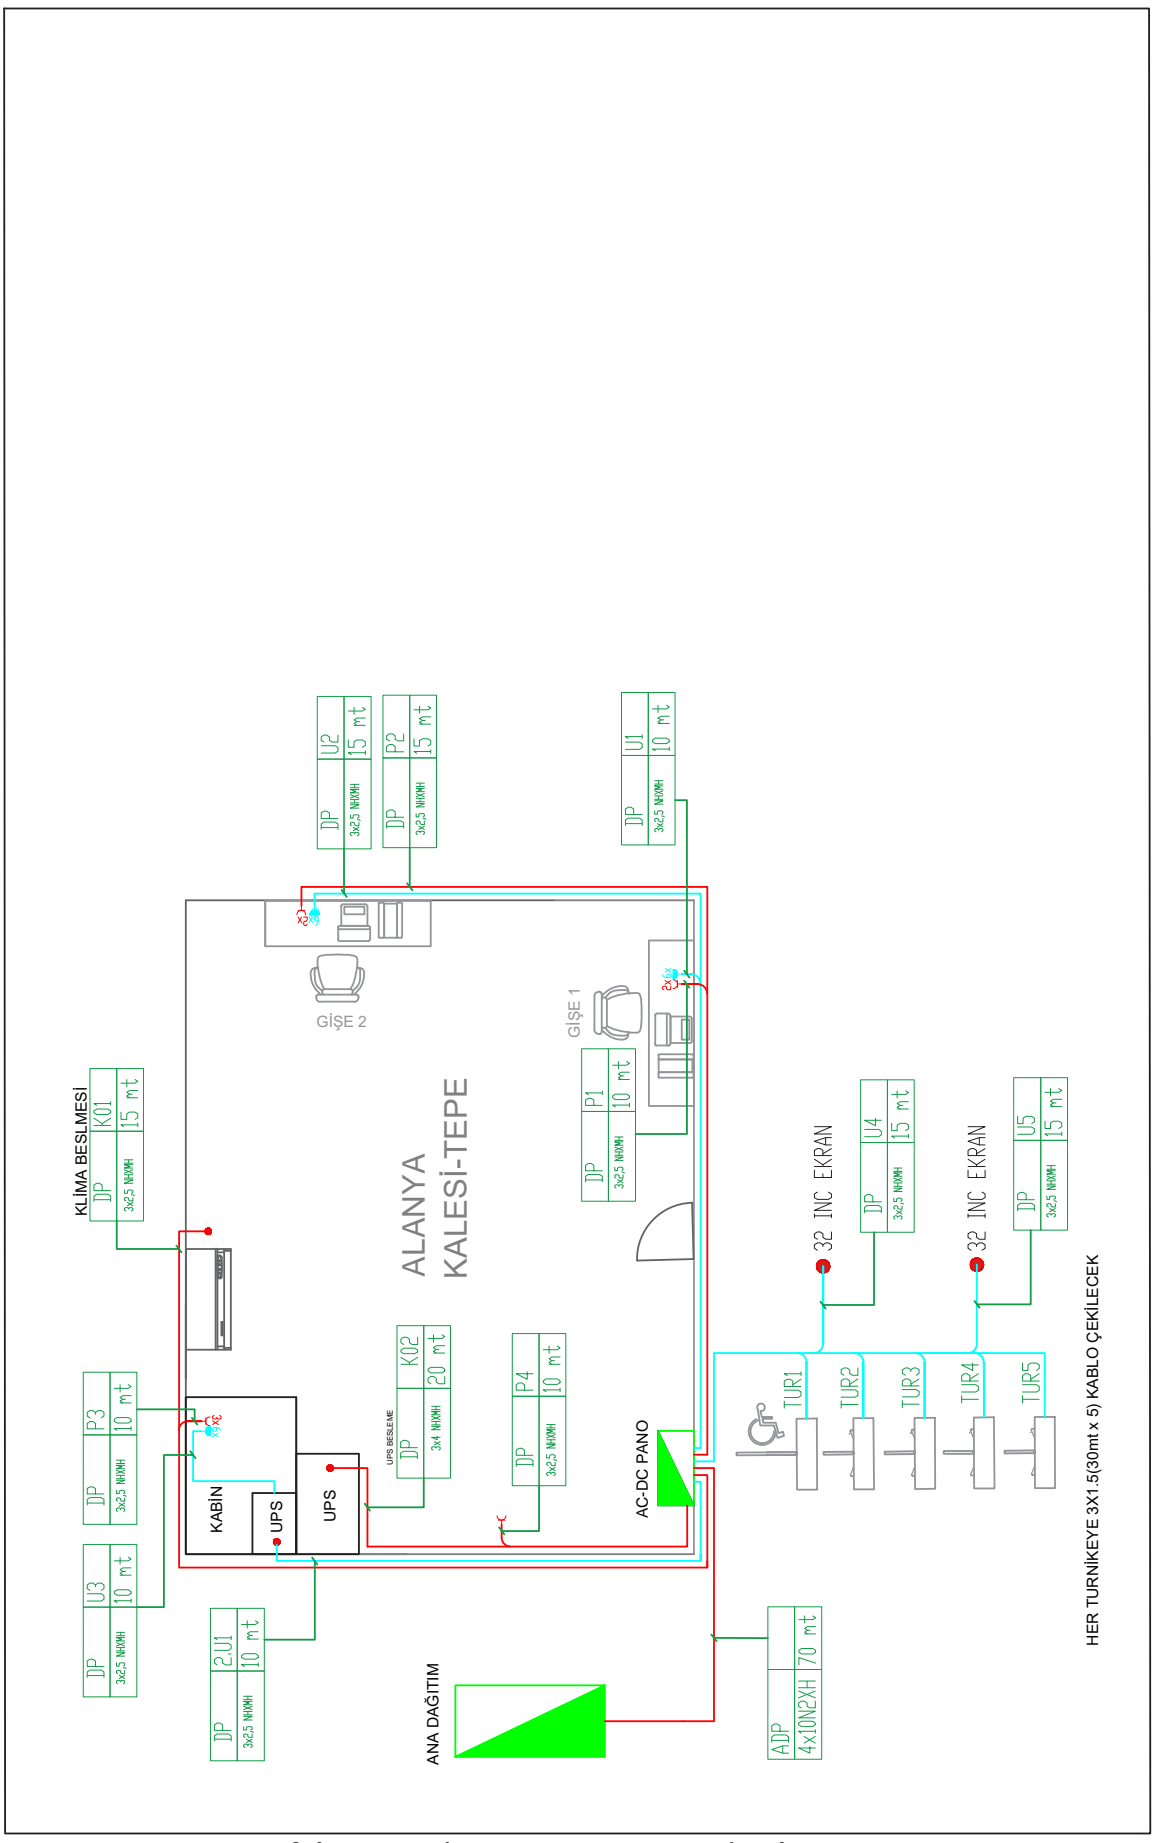 KLİMA BESLMESİ
DP K01
3x2,5 NHXMH 15 mt
DP P3
3x2,5 NHXMH 10 mt
DP U3
3x2,5 NHXMH 10 mt
DP 2.U1
3x2,5 NHXMH 10 mt
DP U2
3x2,5 NHXMH 15 mt
DP P2
3x2,5 NHXMH 15 mt
DP U1
3x2,5 NHXMH 10 mt
3x
6x
KABİN
UPS
UPS
2x
6x
GİŞE 2
GİŞE 1
2x
6x
ALANYA
KALESİ-TEPE
UPS BESLEME
DP K02
3x4 NHXMH 20 mt
DP P4
3x2,5 NHXMH 10 mt
DP P1
3x2,5 NHXMH 10 mt
AC-DC PANO
ANA DAĞITIM
ADP
4x10N2XH 70 mt
TUR1
TUR2
TUR3
TUR4
TUR5
32 INC EKRAN
DP U4
3x2,5 NHXMH 15 mt
32 INC EKRAN
DP U5
3x2,5 NHXMH 15 mt
HER TURNİKEYE 3X1.5(30mt x 5) KABLO ÇEKİLECEK